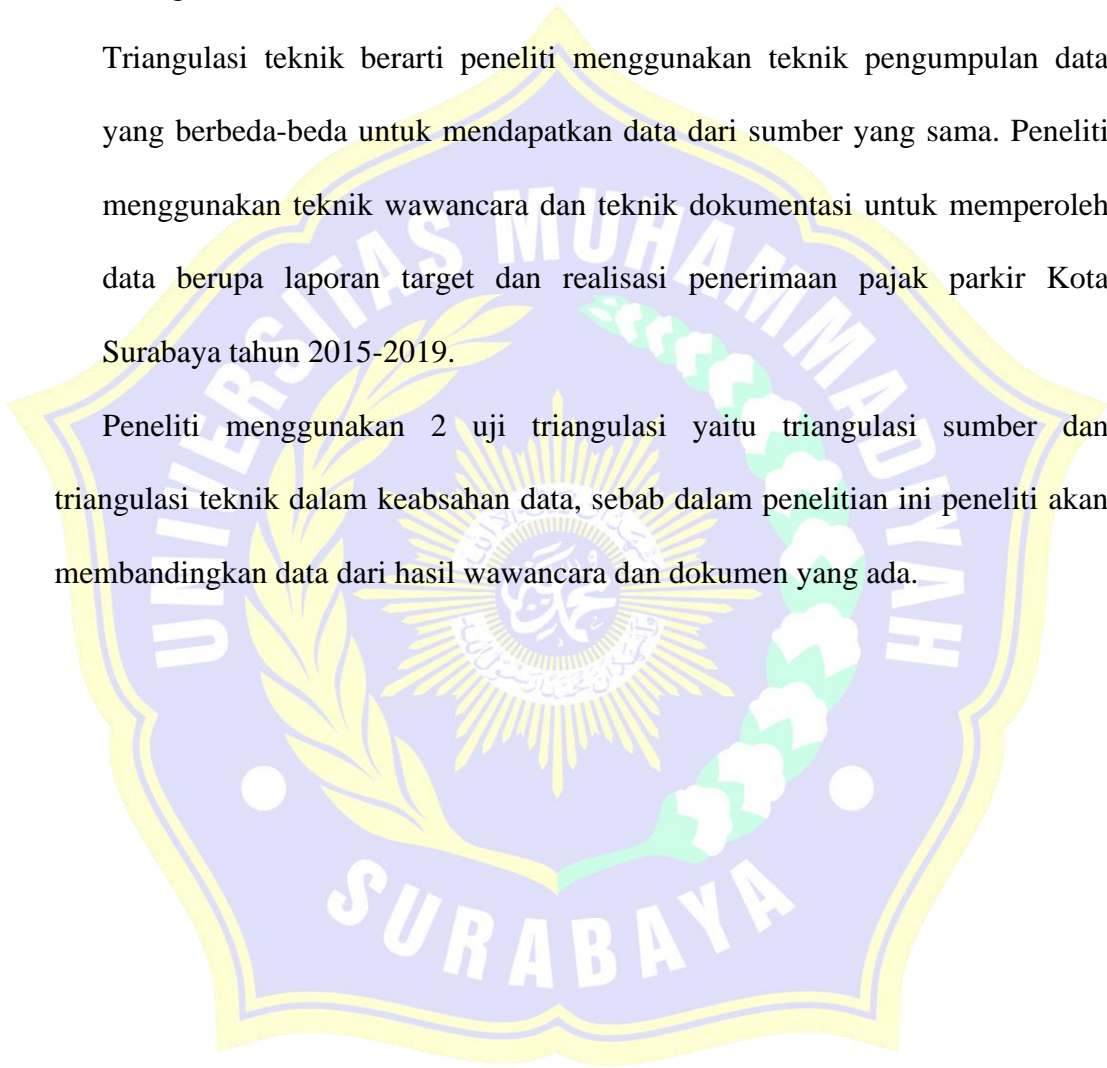 Triangulasi teknik berarti peneliti menggunakan teknik pengumpulan data
yang berbeda-beda untuk mendapatkan data dari sumber yang sama. Peneliti
menggunakan teknik wawancara dan teknik dokumentasi untuk memperoleh
data berupa laporan target dan realisasi penerimaan pajak parkir Kota
Surabaya tahun 2015-2019.
Peneliti menggunakan 2 uji triangulasi yaitu triangulasi sumber dan
triangulasi teknik dalam keabsahan data, sebab dalam penelitian ini peneliti akan
membandingkan data dari hasil wawancara dan dokumen yang ada.
UNIVERSITAS MUHAMMADIYAH
SURABAYA